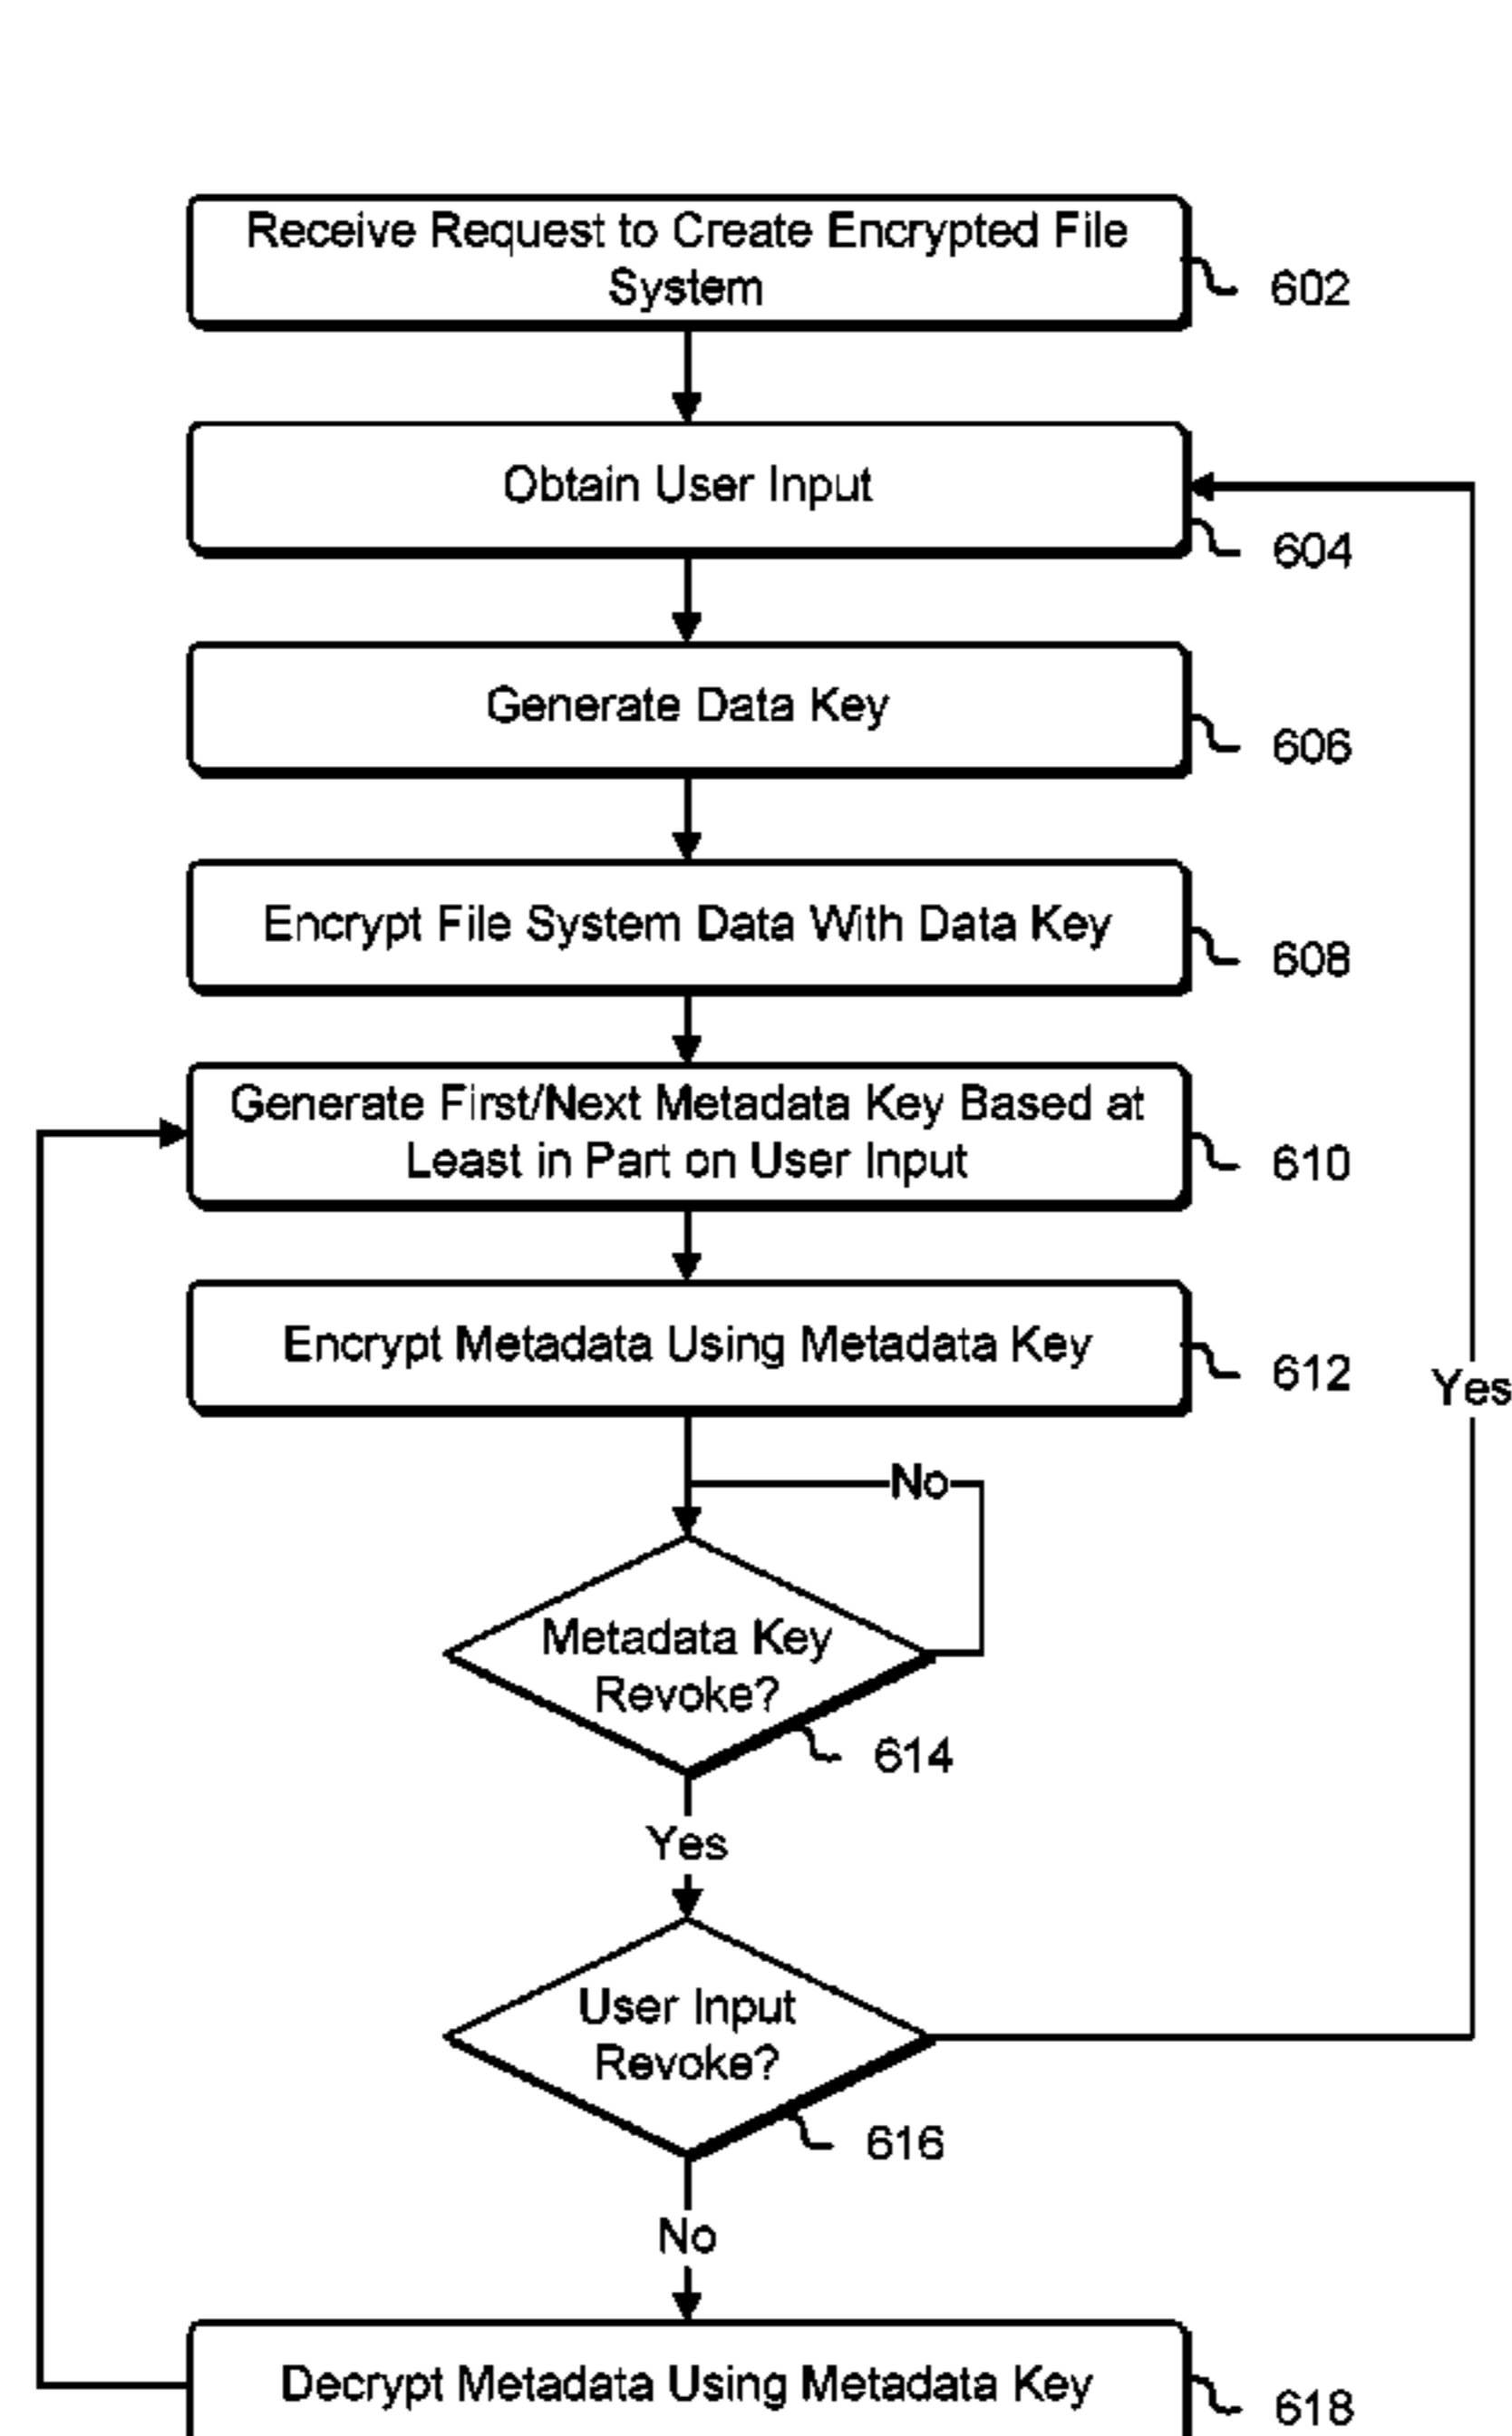 Receive Request to Create Encrypted File
System
602
Obtain User Input
604
Generate Data Key
606
Encrypt File System Data With Data Key
608
Generate First/Next Metadata Key Based at
Least in Part on User Input
610
Encrypt Metadata Using Metadata Key
612
Yes
No
Metadata Key
Revoke?
614
Yes
User Input
Revoke?
616
No
Decrypt Metadata Using Metadata Key
618